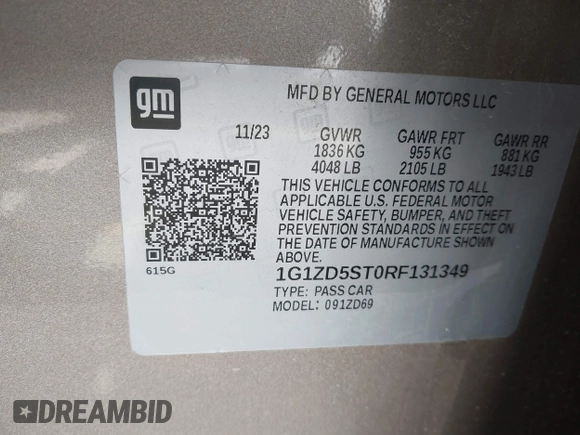 gm
MFD BY GENERAL MOTORS LLC
11/23 GVWR GAWR FRT GAWR RR
1836 KG 955 KG 881 KG
4048 LB 2105 LB 1943 LB
THIS VEHICLE CONFORMS TO ALL
APPLICABLE U.S. FEDERAL MOTOR
VEHICLE SAFETY, BUMPER, AND THEFT
PREVENTION STANDARDS IN EFFECT ON
THE DATE OF MANUFACTURE SHOWN
ABOVE.
615G
1G1ZD5ST0RF131349
TYPE: PASS CAR
MODEL: 091ZD69
DREAMBID